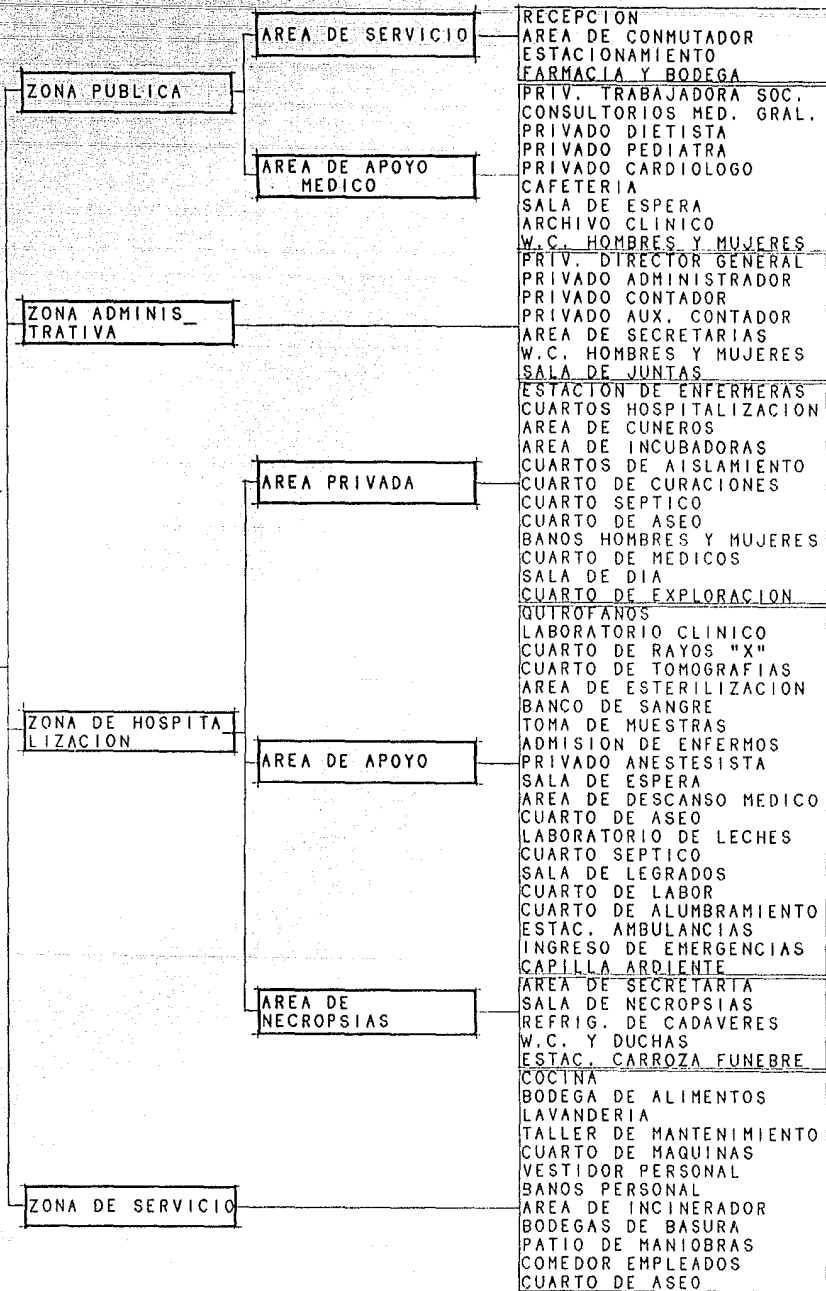 ZONA PUBLICA
AREA DE SERVICIO
RECEPCION
AREA DE CONMUTADOR
ESTACIONAMIENTO
FARMACIA Y BODEGA
AREA DE APOYO
MEDICO
PRIV. TRABAJADORA SOC.
CONSULTORIOS MED. GRAL.
PRIVADO DIETISTA
PRIVADO PEDIATRA
PRIVADO CARDIOLOGO
CAFETERIA
SALA DE ESPERA
ARCHIVO CLINICO
W.C. HOMBRES Y MUJERES
ZONA ADMINIS_
TRATIVA
PRIV. DIRECTOR GENERAL
PRIVADO ADMINISTRADOR
PRIVADO CONTADOR
PRIVADO AUX. CONTADOR
AREA DE SECRETARIAS
W.C. HOMBRES Y MUJERES
SALA DE JUNTAS
ZONA DE HOSPITA_
LIZACION
AREA PRIVADA
ESTACION DE ENFERMERAS
CUARTOS HOSPITALIZACION
AREA DE CUNEROS
AREA DE INCUBADORAS
CUARTOS DE AISLAMIENTO
CUARTO DE CURACIONES
CUARTO SEPTICO
CUARTO DE ASEO
BANOS HOMBRES Y MUJERES
CUARTO DE MEDICOS
SALA DE DIA
CUARTO DE EXPLORACION
AREA DE APOYO
QUIROFANOS
LABORATORIO CLINICO
CUARTO DE RAYOS "X"
CUARTO DE TOMOGRAFIAS
AREA DE ESTERILIZACION
BANCO DE SANGRE
TOMA DE MUESTRAS
ADMISION DE ENFERMOS
PRIVADO ANESTESISTA
SALA DE ESPERA
AREA DE DESCANSO MEDICO
CUARTO DE ASEO
LABORATORIO DE LECHES
CUARTO SEPTICO
SALA DE LEGRADOS
CUARTO DE LABOR
CUARTO DE ALUMBRAMIENTO
ESTAC. AMBULANCIAS
INGRESO DE EMERGENCIAS
CAPILLA ARDIENTE
AREA DE
NECROPSIAS
AREA DE SECRETARIA
SALA DE NECROPSIAS
REFRIG. DE CADAVERES
W.C. Y DUCHAS
ESTAC. CARROZA FUNEBRE
ZONA DE SERVICIO
COCINA
BODEGA DE ALIMENTOS
LAVANDERIA
TALLER DE MANTENIMIENTO
CUARTO DE MAQUINAS
VESTIDOR PERSONAL
BANOS PERSONAL
AREA DE INCINERADOR
BODEGAS DE BASURA
PATIO DE MANIOBRAS
COMEDOR EMPLEADOS
CUARTO DE ASEO